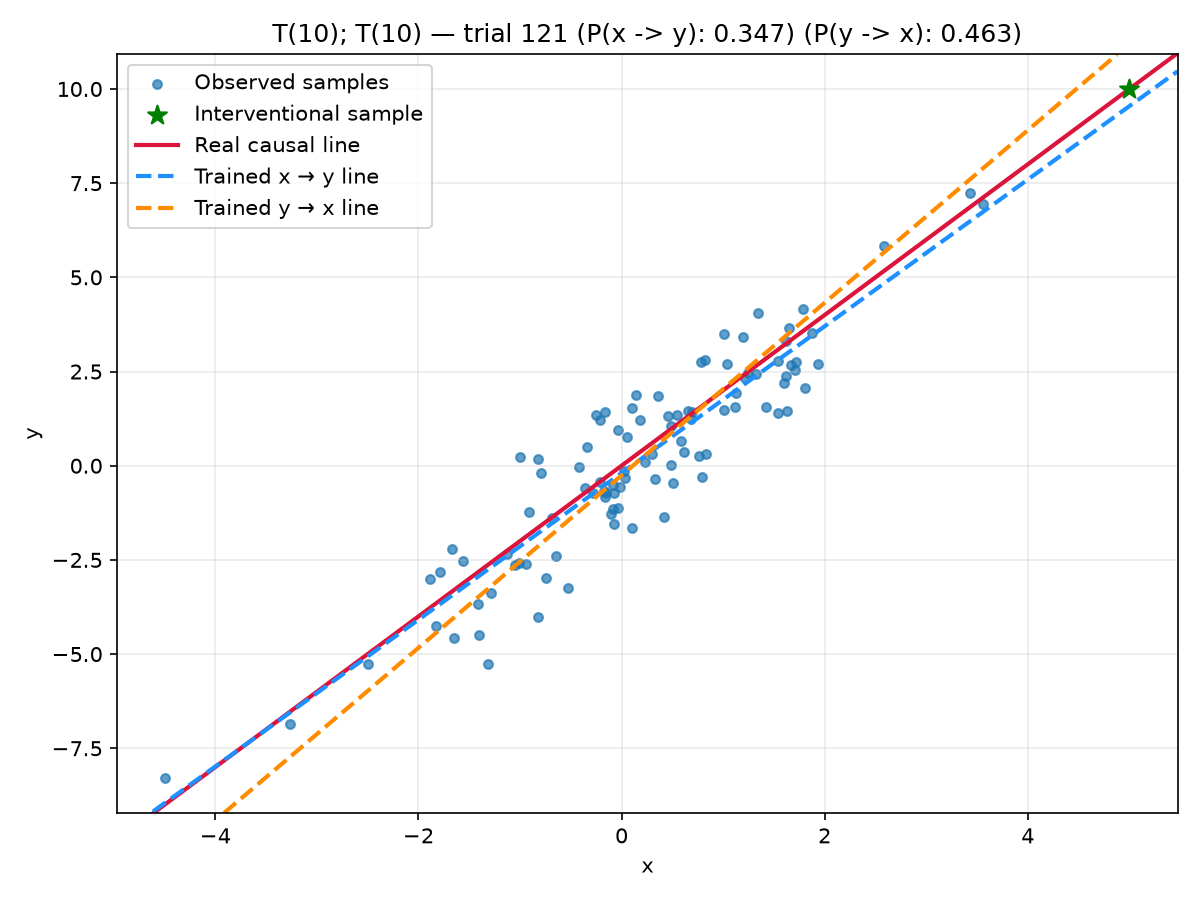 T(10); T(10) — trial 121 (P(x -> y): 0.347) (P(y -> x): 0.463)
Observed samples
Interventional sample
Real causal line
Trained x → y line
Trained y → x line
10.0
7.5
5.0
2.5
0.0
−2.5
−5.0
−7.5
y
−4
−2
0
2
4
x